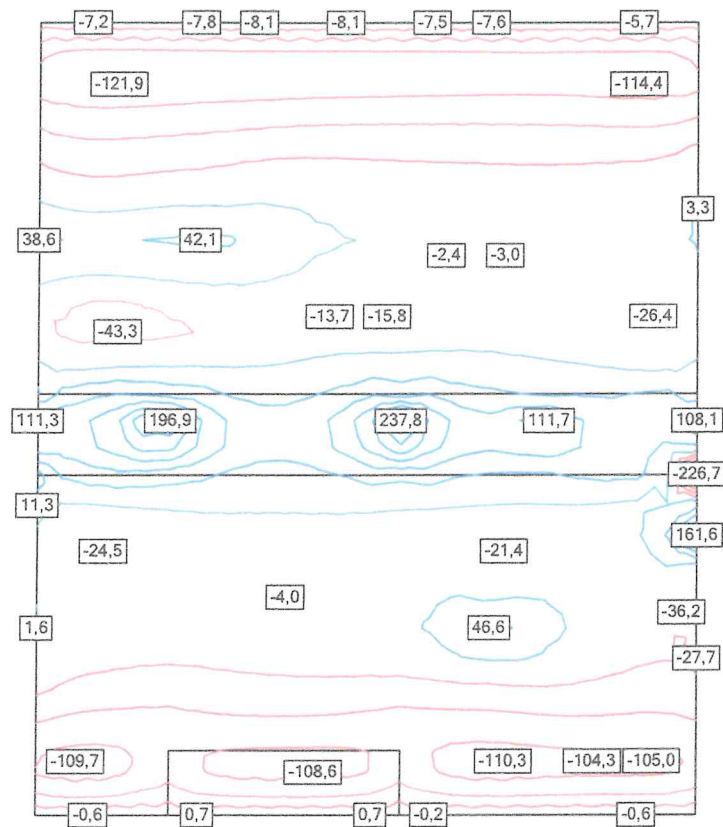 -7,2 -7,8 -8,1 -8,1 -7,5 -7,6 -5,7
-121,9 -114,4
3,3
38,6 42,1
-2,4 -3,0
-13,7 -15,8 -26,4
-43,3
111,3 196,9 237,8 111,7 108,1
-226,7
11,3
161,6
-24,5 -21,4
-4,0
-36,2
1,6 46,6
-27,7
-109,7 -108,6 -110,3 -104,3 -105,0
-0,6 0,7 0,7 -0,2 -0,6